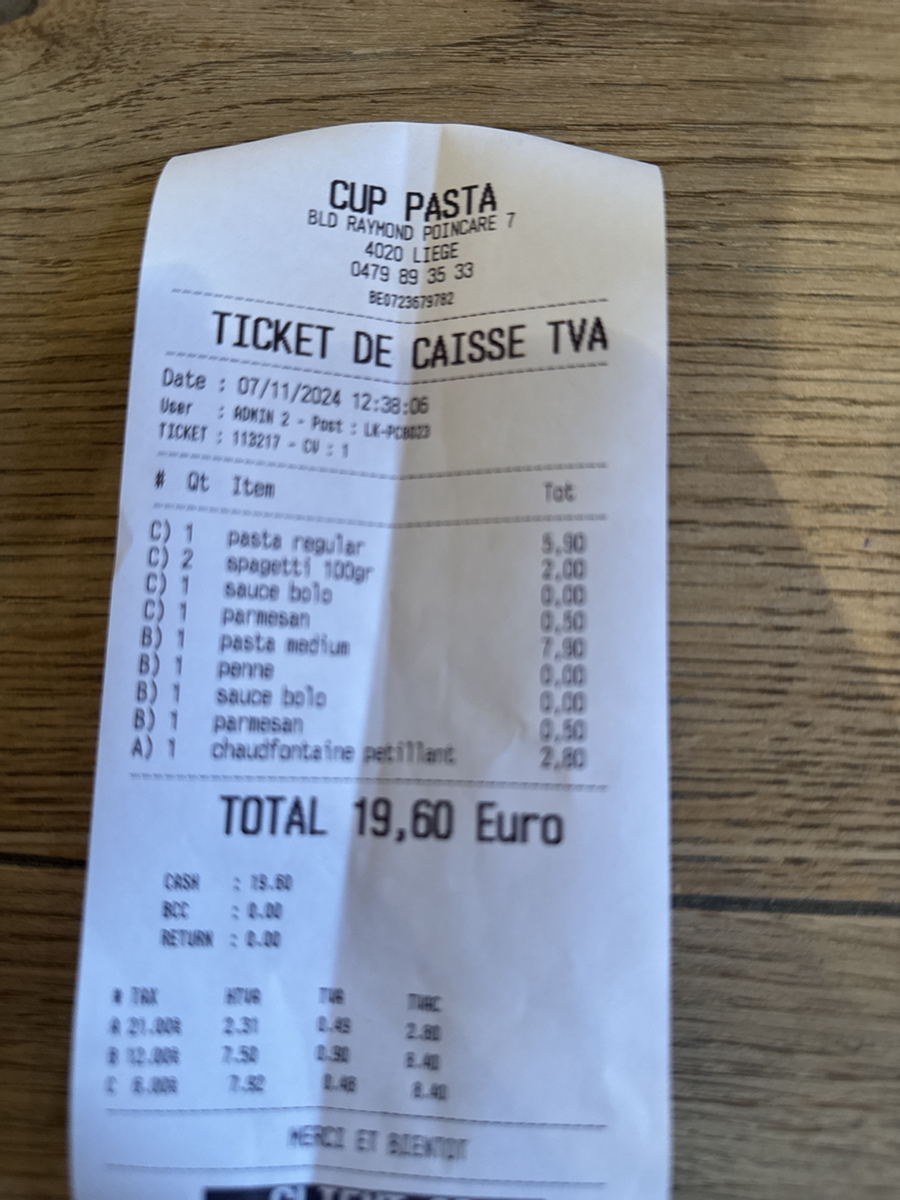 CUP PASTA
BLD RAYMOND POINCARE 7
4020 LIEGE
0479 89 35 33
BE0723679782
TICKET DE CAISSE TVA
Date : 07/11/2024 12:38:06
User : ADMIN 2 - Post :
TICKET : 113217 - CU : 1
# Qt Item Tot
C) 1 pasta regular 5,90
C) 2 spagetti 100gr 2,00
C) 1 sauce bolo 0,00
C) 1 parmesan 0,50
B) 1 pasta medium 7,90
B) 1 penne 0,00
B) 1 sauce bolo 0,00
B) 1 parmesan 0,50
A) 1 chaudfontaine petillant 2,80
TOTAL 19,60 Euro
CASH : 19.60
BCC : 0.00
RETURN : 0.00
# TAX HTVA TVA TVAC
A 21.00% 2.31 0.49 2.80
B 12.00% 7.50 0.90 8.40
C 6.00% 7.92 0.48 8.40
MERCI ET BIENTOT